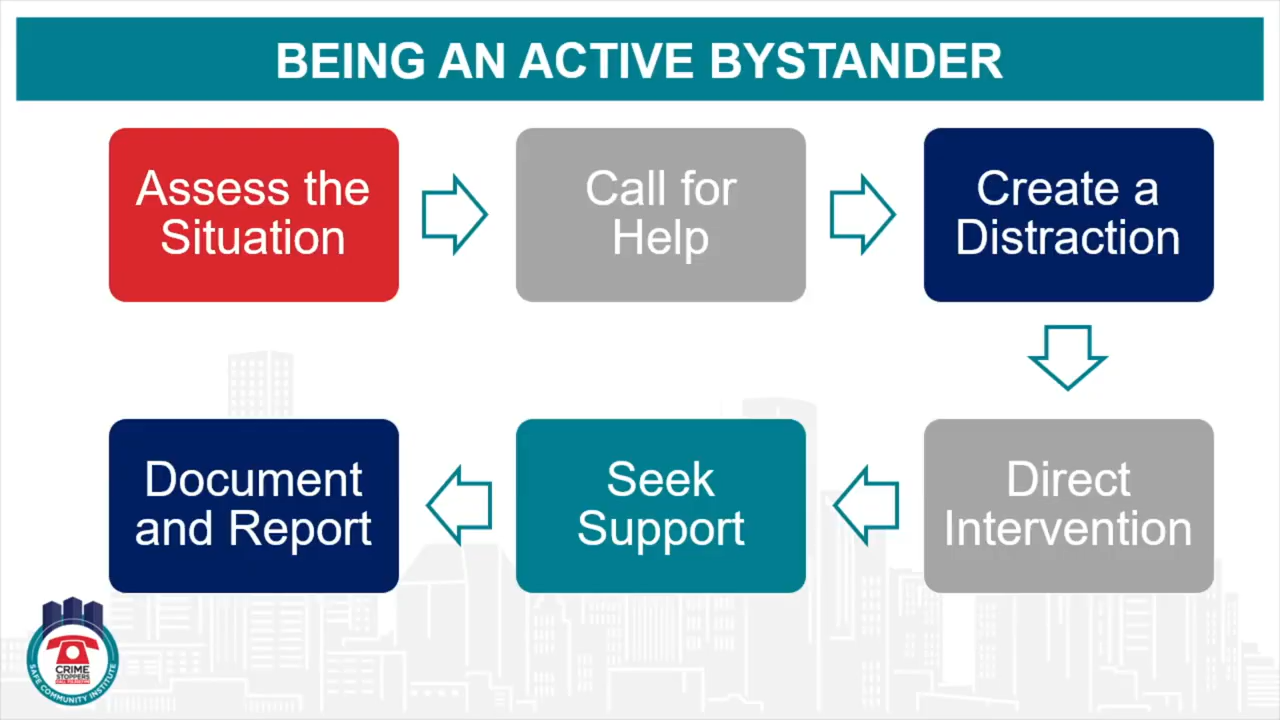 BEING AN ACTIVE BYSTANDER
Assess the
Situation
Call for
Help
Create a
Distraction
Direct
Intervention
Seek
Support
Document
and Report
CRIME
STOPPERS
SAFE COMMUNITY INSTITUTE